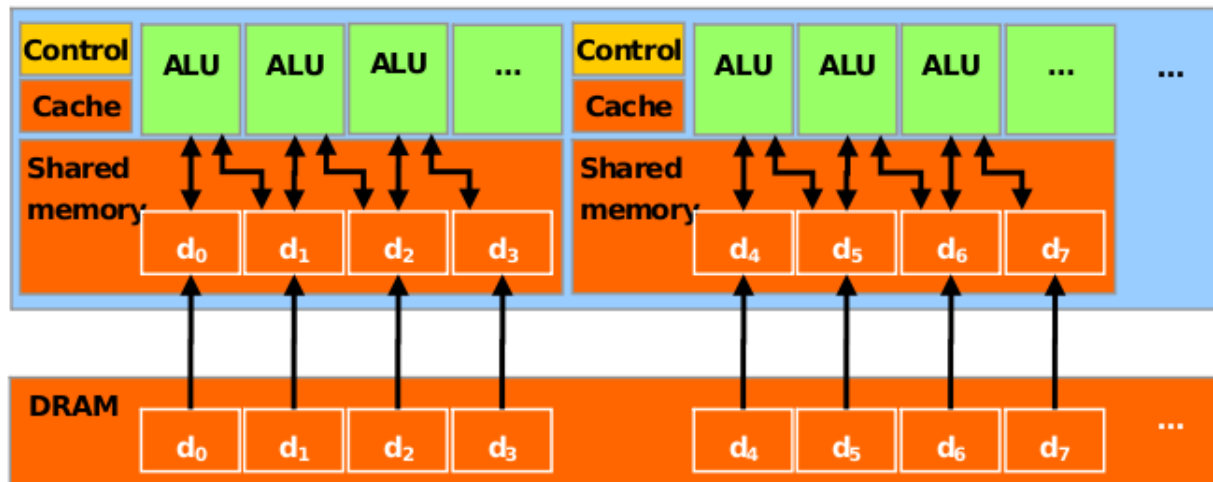 Control ALU ALU ALU ... Control ALU ALU ALU ... ...
Cache Cache
Shared memory Shared memory
d₀ d₁ d₂ d₃ d₄ d₅ d₆ d₇
DRAM ...
d₀ d₁ d₂ d₃ d₄ d₅ d₆ d₇